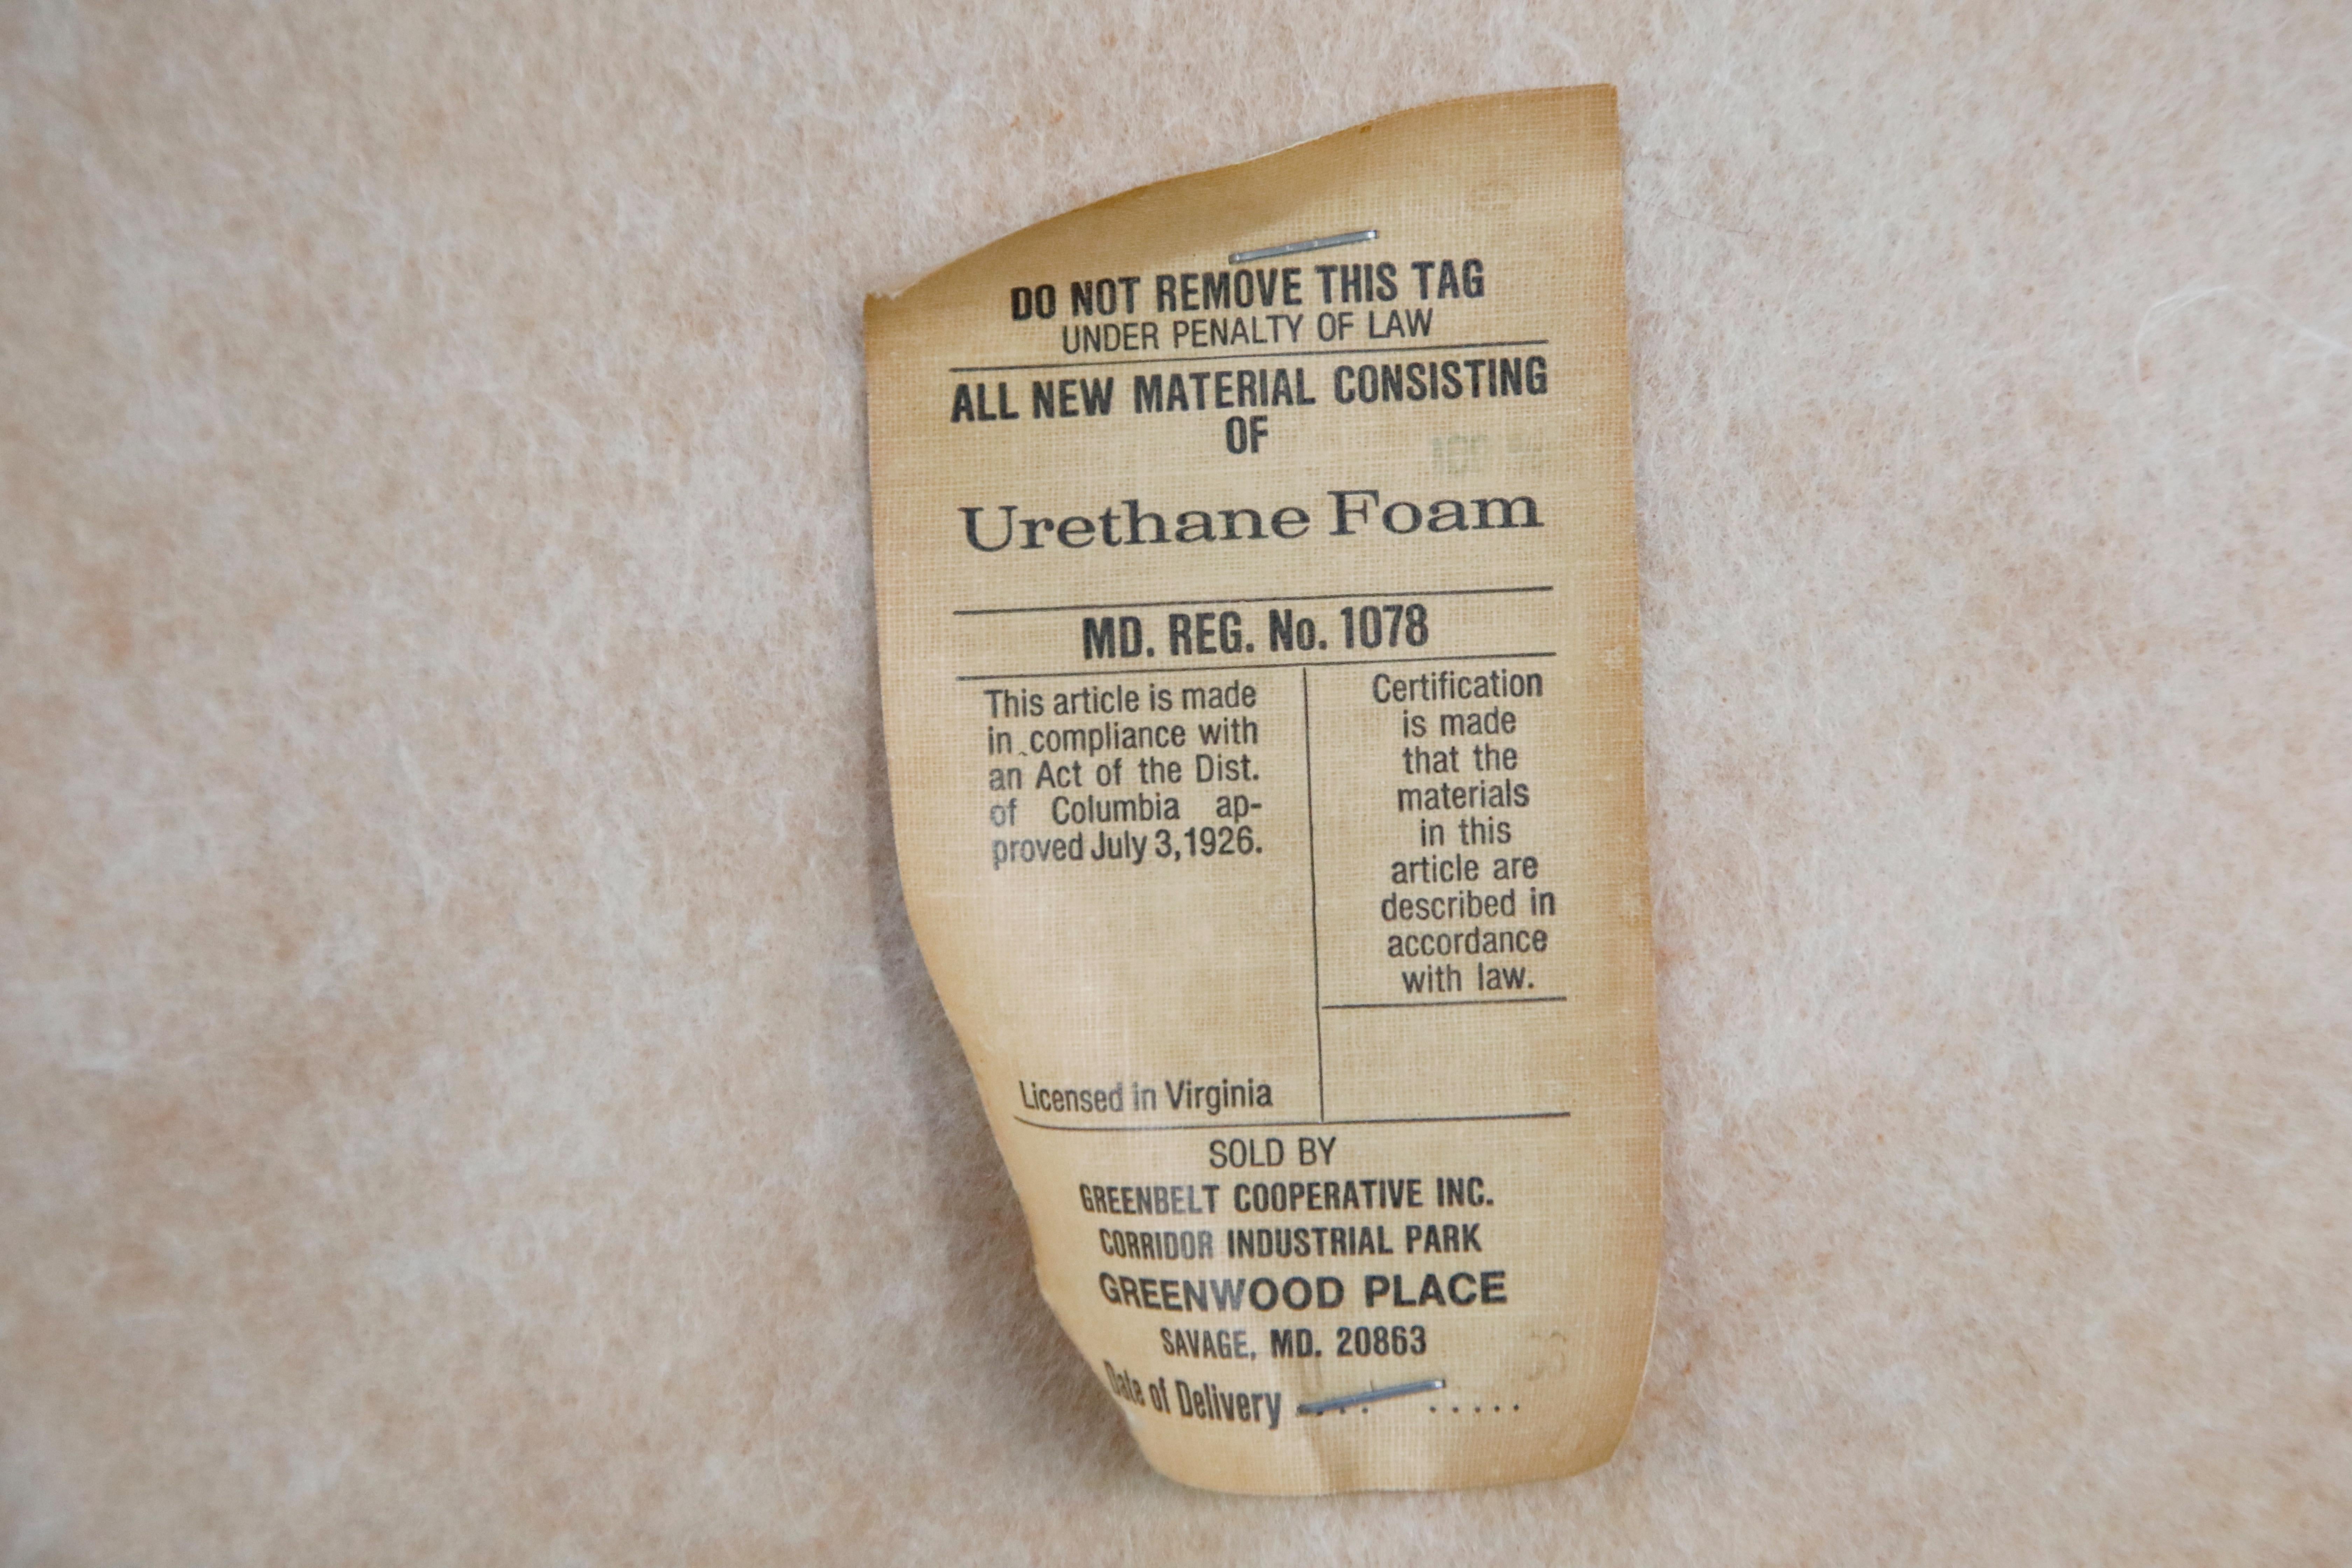 DO NOT REMOVE THIS TAG
UNDER PENALTY OF LAW
ALL NEW MATERIAL CONSISTING
OF
100 %
Urethane Foam
MD. REG. No. 1078
This article is made
in compliance with
an Act of the Dist.
of Columbia ap-
proved July 3, 1926.
Licensed in Virginia
Certification
is made
that the
materials
in this
article are
described in
accordance
with law.
SOLD BY
GREENBELT COOPERATIVE INC.
CORRIDOR INDUSTRIAL PARK
GREENWOOD PLACE
SAVAGE, MD. 20863
Date of Delivery ... .....